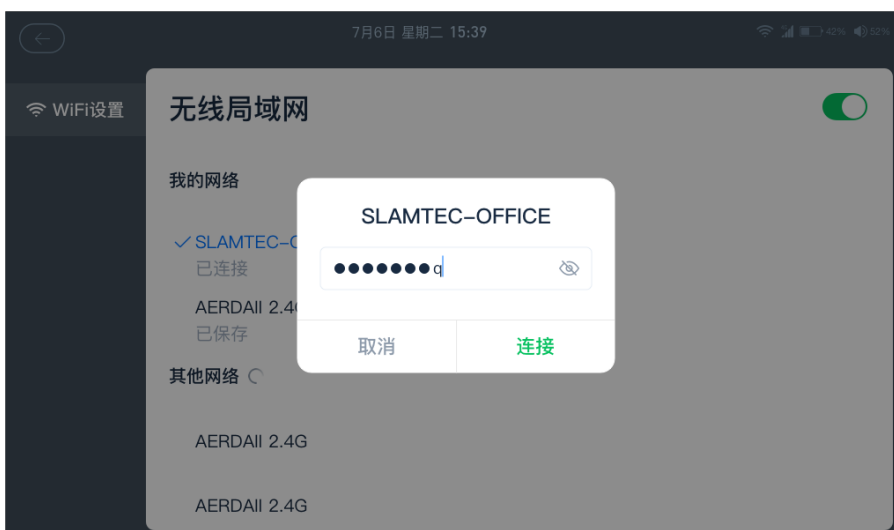 7月6日 星期二 15:39
42% 52%
WiFi设置
无线局域网
我的网络
SLAMTEC-OFFICE
SLAMTEC-O
已连接
●●●●●●●q
AERDAII 2.4G
已保存
取消 连接
其他网络
AERDAII 2.4G
AERDAII 2.4G